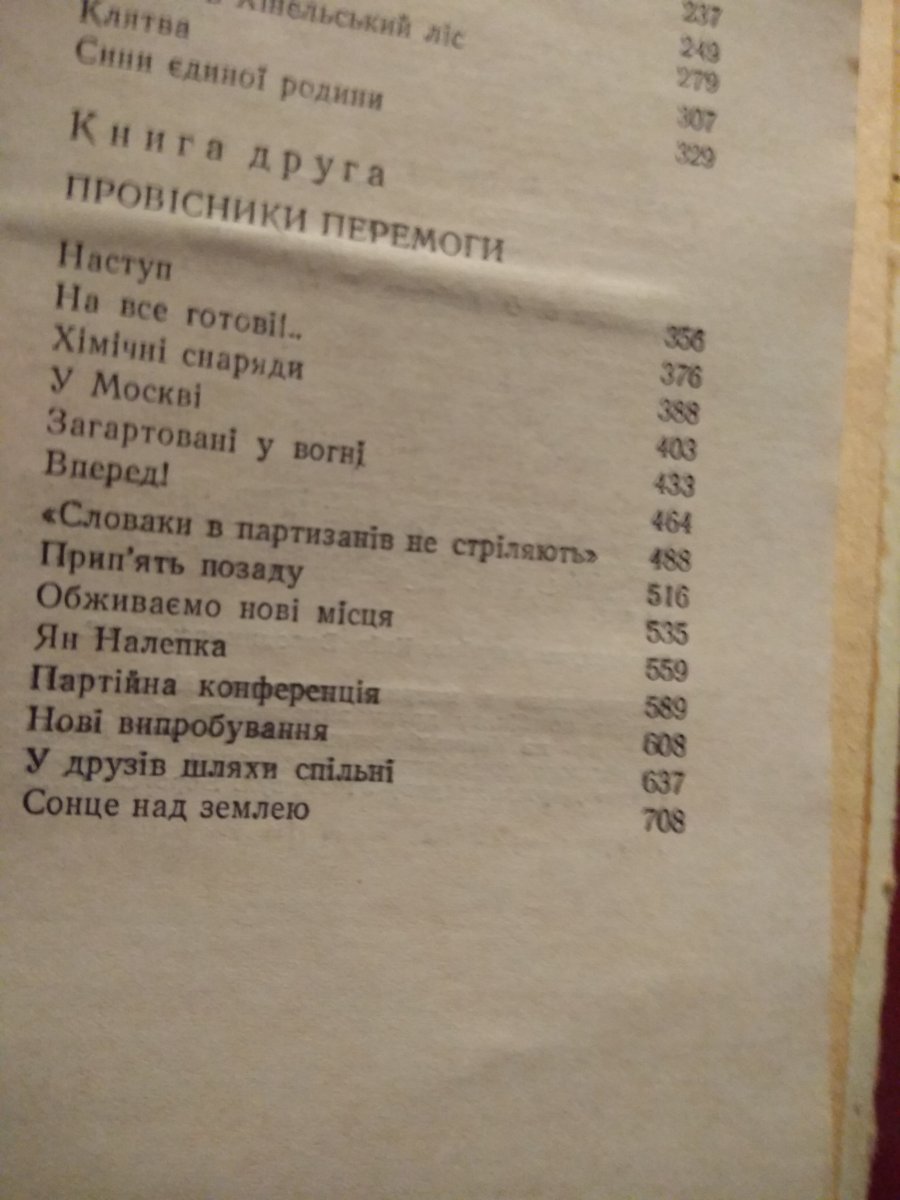 237
249
в Хінельський ліс 279
Клятва 307
Сини єдиної родини 329
Книга друга
ПРОВІСНИКИ ПЕРЕМОГИ
Наступ 356
На все готові!.. 376
Хімічні снаряди 388
У Москві 403
Загартовані у вогні 433
Вперед! 464
«Словаки в партизанів не стріляють» 488
Прип'ять позаду 516
Обживаємо нові місця 535
Ян Налепка 559
Партійна конференція 589
Нові випробування 608
У друзів шляхи спільні 637
Сонце над землею 708